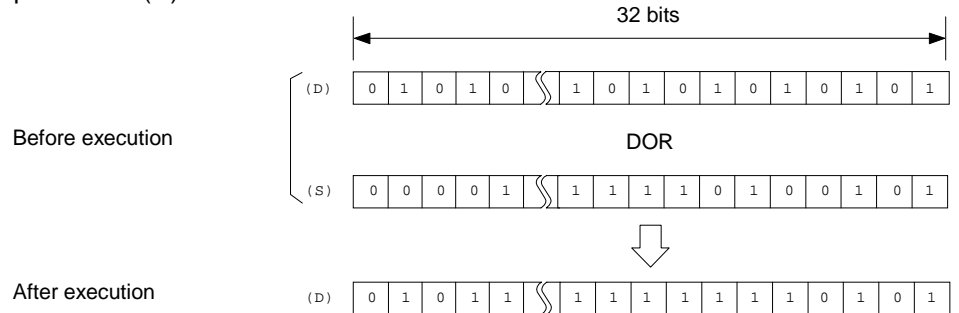 32 bits
(D) 0 1 0 1 0 1 0 1 0 1 0 1 0 1 0 1
Before execution
DOR
(S) 0 0 0 0 1 1 1 1 1 0 1 0 0 1 0 1
After execution
(D) 0 1 0 1 1 1 1 1 1 1 1 1 0 1 0 1